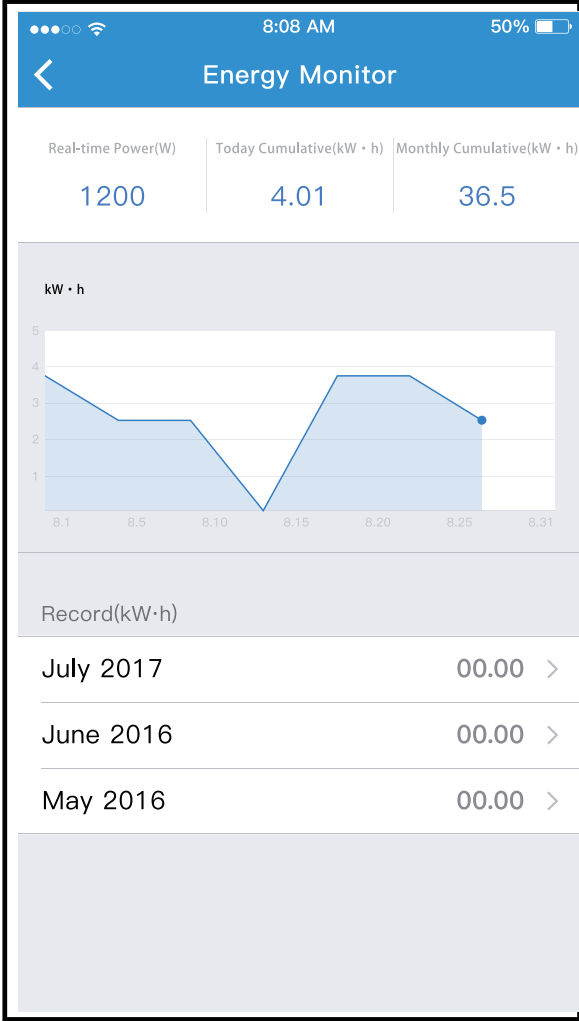 8:08 AM 50%
Energy Monitor
Real-time Power(W) Today Cumulative(kW・h) Monthly Cumulative(kW・h)
1200 4.01 36.5
kW・h
5
4
3
2
1
8.1 8.5 8.10 8.15 8.20 8.25 8.31
Record(kW·h)
July 2017 00.00
June 2016 00.00
May 2016 00.00